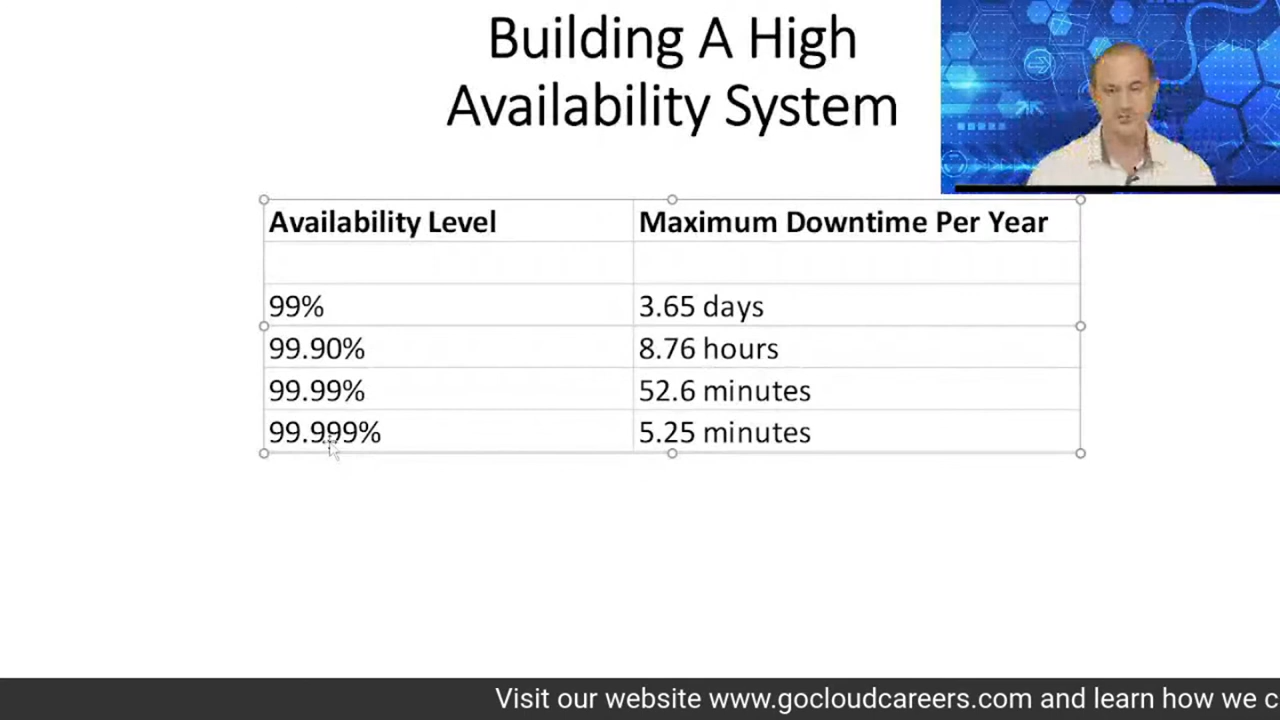 Building A High
Availability System
Availability Level Maximum Downtime Per Year
99% 3.65 days
99.90% 8.76 hours
99.99% 52.6 minutes
99.999% 5.25 minutes
Visit our website www.gocloudcareers.com and learn how we c